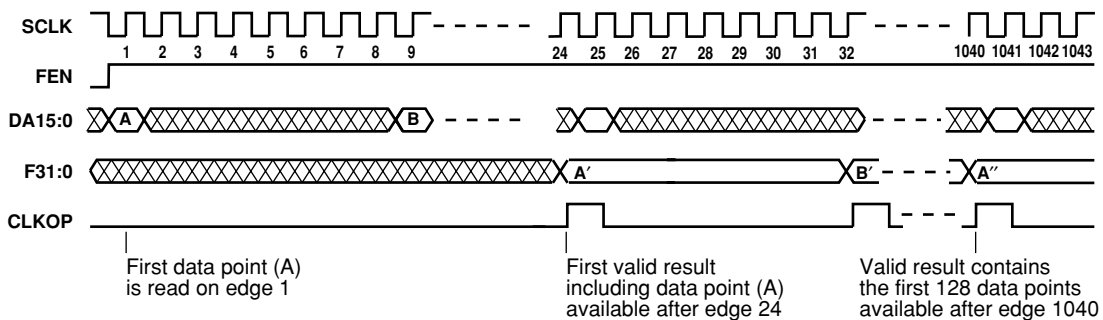 SCLK
1 2 3 4 5 6 7 8 9 24 25 26 27 28 29 30 31 32 1040 1041 1042 1043
FEN
DA15:0 A B
F31:0 A′ B′ A″
CLKOP
First data point (A)
is read on edge 1
First valid result
including data point (A)
available after edge 24
Valid result contains
the first 128 data points
available after edge 1040